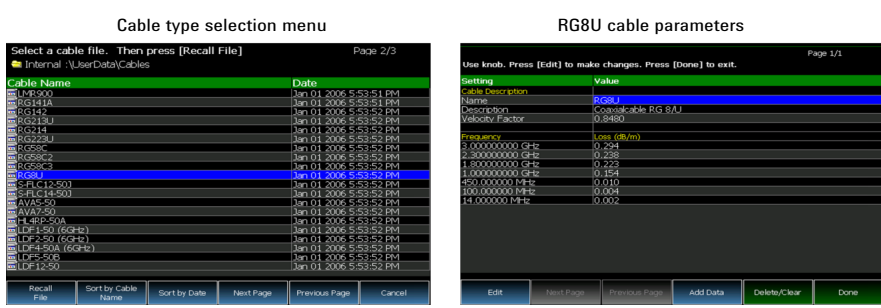 Cable type selection menu
Select a cable file. Then press [Recall File] Page 2/3
Internal :\UserData\Cables
Cable Name Date
LMR900 Jan 01 2006 5:53:51 PM
RG141A Jan 01 2006 5:53:51 PM
RG142 Jan 01 2006 5:53:52 PM
RG213U Jan 01 2006 5:53:52 PM
RG214 Jan 01 2006 5:53:52 PM
RG223U Jan 01 2006 5:53:52 PM
RG58C Jan 01 2006 5:53:52 PM
RG58C2 Jan 01 2006 5:53:52 PM
RG58C3 Jan 01 2006 5:53:52 PM
RG8U Jan 01 2006 5:53:52 PM
S-FLC12-50J Jan 01 2006 5:53:52 PM
S-FLC14-50J Jan 01 2006 5:53:52 PM
AVA5-50 Jan 01 2006 5:53:52 PM
AVA7-50 Jan 01 2006 5:53:52 PM
HL4RP-50A Jan 01 2006 5:53:52 PM
LDF1-50 (6GHz) Jan 01 2006 5:53:52 PM
LDF2-50 (6GHz) Jan 01 2006 5:53:52 PM
LDF4-50A (6GHz) Jan 01 2006 5:53:52 PM
LDF5-50B Jan 01 2006 5:53:52 PM
LDF12-50 Jan 01 2006 5:53:52 PM
Recall File
Sort by Cable Name
Sort by Date
Next Page
Previous Page
Cancel
RG8U cable parameters
Page 1/1
Use knob. Press [Edit] to make changes. Press [Done] to exit.
Setting Value
Cable Description
Name RG8U
Description Coaxialcable RG 8/U
Velocity Factor 0.8480
Frequency Loss (dB/m)
3.000000000 GHz 0.294
2.300000000 GHz 0.238
1.800000000 GHz 0.223
1.000000000 GHz 0.154
450.000000 MHz 0.010
100.000000 MHz 0.004
14.000000 MHz 0.002
Edit
Next Page
Previous Page
Add Data
Delete/Clear
Done